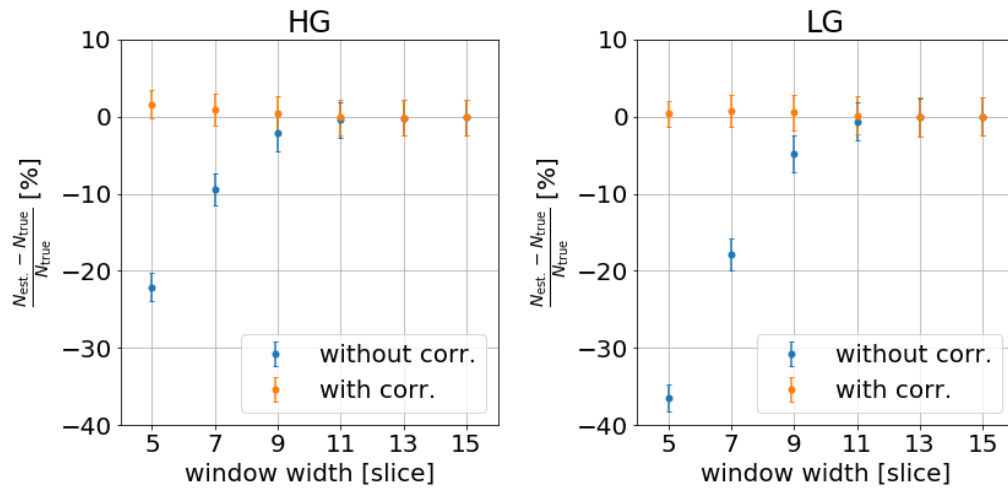 HG
10
0
−10
−20
−30
−40
N_est. − N_true
N_true
[%]
without corr.
with corr.
5 7 9 11 13 15
window width [slice]
LG
10
0
−10
−20
−30
−40
N_est. − N_true
N_true
[%]
without corr.
with corr.
5 7 9 11 13 15
window width [slice]